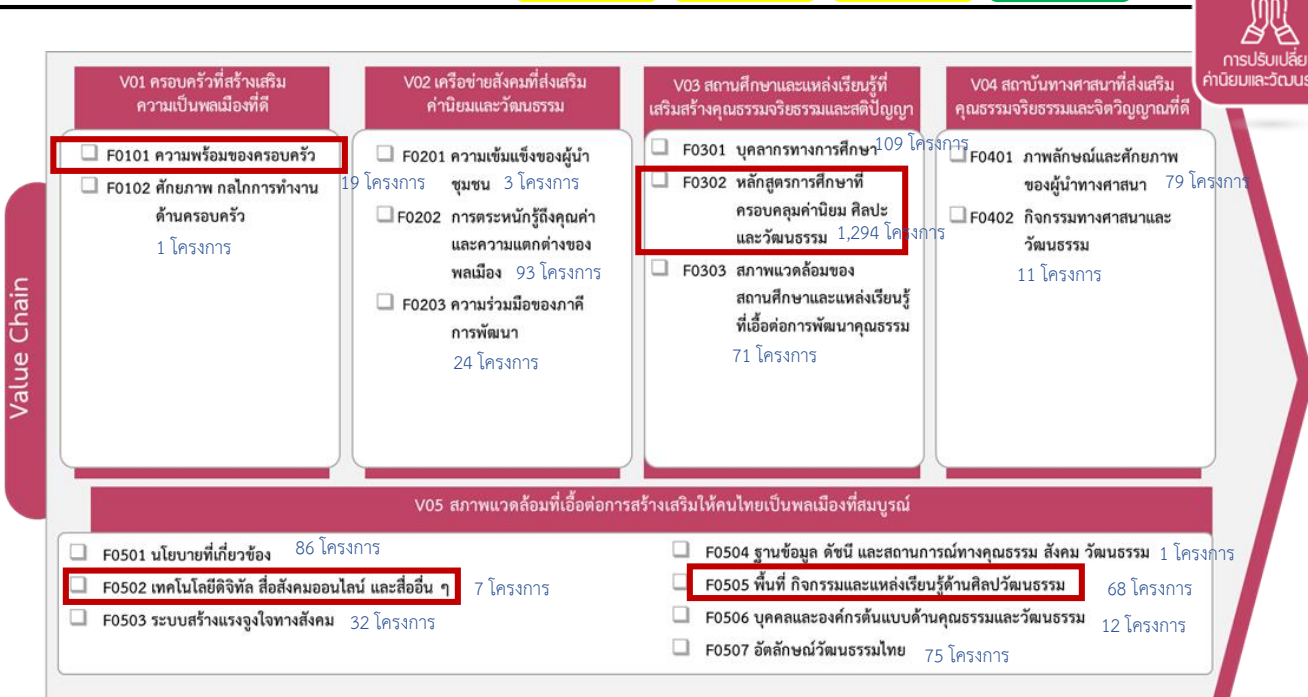 การปรับเปลี่ย
ค่านิยมและวัฒนธร
Value Chain
V01 ครอบครัวที่สร้างเสริม
ความเป็นพลเมืองที่ดี
F0101 ความพร้อมของครอบครัว
19 โครงการ
F0102 ศักยภาพ กลไกการทำงาน
ด้านครอบครัว
1 โครงการ
V02 เครือข่ายสังคมที่ส่งเสริม
ค่านิยมและวัฒนธรรม
F0201 ความเข้มแข็งของผู้นำ
ชุมชน 3 โครงการ
F0202 การตระหนักรู้ถึงคุณค่า
และความแตกต่างของ
พลเมือง 93 โครงการ
F0203 ความร่วมมือของภาคี
การพัฒนา
24 โครงการ
V03 สถานศึกษาและแหล่งเรียนรู้ที่
เสริมสร้างคุณธรรมจริยธรรมและสติปัญญา
F0301 บุคลากรทางการศึกษา 109 โครงการ
F0302 หลักสูตรการศึกษาที่
ครอบคลุมค่านิยม ศิลปะ
และวัฒนธรรม 1,294 โครงการ
F0303 สภาพแวดล้อมของ
สถานศึกษาและแหล่งเรียนรู้
ที่เอื้อต่อการพัฒนาคุณธรรม
71 โครงการ
V04 สถาบันทางศาสนาที่ส่งเสริม
คุณธรรมจริยธรรมและจิตวิญญาณที่ดี
F0401 ภาพลักษณ์และศักยภาพ
ของผู้นำทางศาสนา 79 โครงการ
F0402 กิจกรรมทางศาสนาและ
วัฒนธรรม
11 โครงการ
V05 สภาพแวดล้อมที่เอื้อต่อการสร้างเสริมให้คนไทยเป็นพลเมืองที่สมบูรณ์
F0501 นโยบายที่เกี่ยวข้อง 86 โครงการ
F0502 เทคโนโลยีดิจิทัล สื่อสังคมออนไลน์ และสื่ออื่น ๆ 7 โครงการ
F0503 ระบบสร้างแรงจูงใจทางสังคม 32 โครงการ
F0504 ฐานข้อมูล ดัชนี และสถานการณ์ทางคุณธรรม สังคม วัฒนธรรม 1 โครงการ
F0505 พื้นที่ กิจกรรมและแหล่งเรียนรู้ด้านศิลปวัฒนธรรม 68 โครงการ
F0506 บุคคลและองค์กรต้นแบบด้านคุณธรรมและวัฒนธรรม 12 โครงการ
F0507 อัตลักษณ์วัฒนธรรมไทย 75 โครงการ